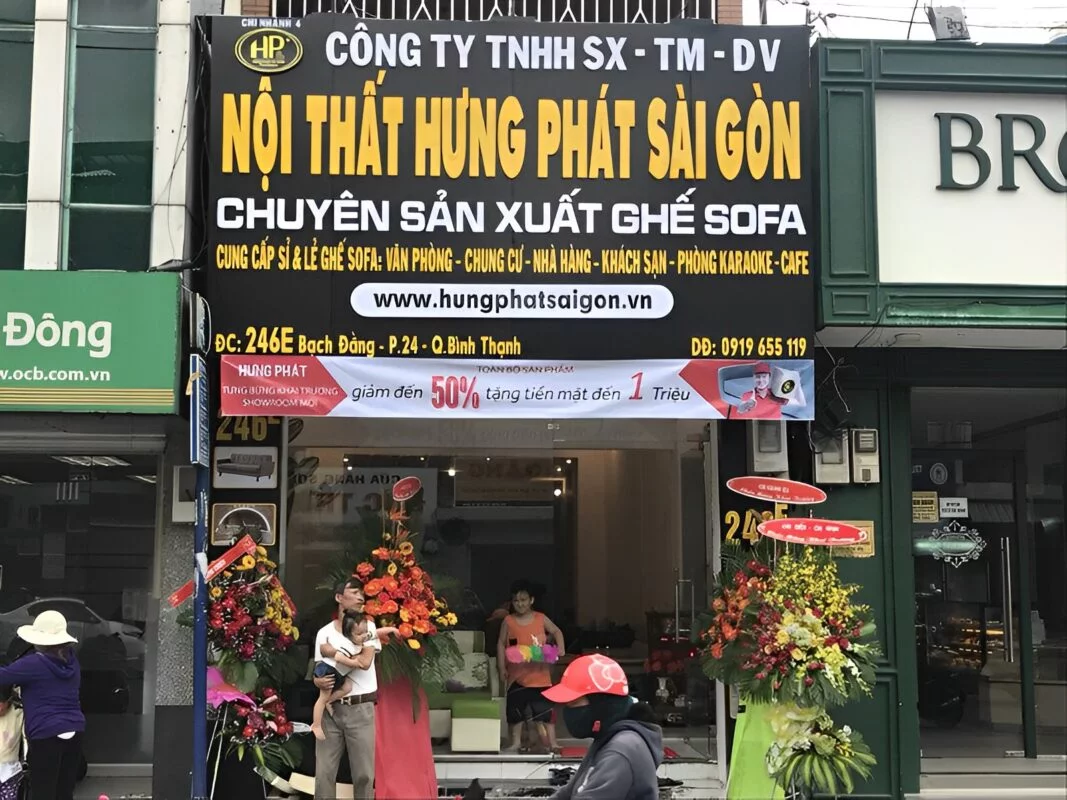 CHI NHÁNH 4
HP
CÔNG TY TNHH SX - TM - DV
NỘI THẤT HƯNG PHÁT SÀI GÒN
CHUYÊN SẢN XUẤT GHẾ SOFA
CUNG CẤP SỈ & LẺ GHẾ SOFA: VĂN PHÒNG - CHUNG CƯ - NHÀ HÀNG - KHÁCH SẠN - PHÒNG KARAOKE - CAFE
www.hungphatsaigon.vn
ĐC: 246E Bạch Đằng - P.24 - Q.Bình Thạnh
DĐ: 0919 655 119
HƯNG PHÁT
TƯNG BỪNG KHAI TRƯƠNG
SHOWROOM MỚI
TOÀN BỘ SẢN PHẨM
giảm đến 50% tặng tiền mặt đến 1 Triệu
Đông
w.ocb.com.vn
BRO
246